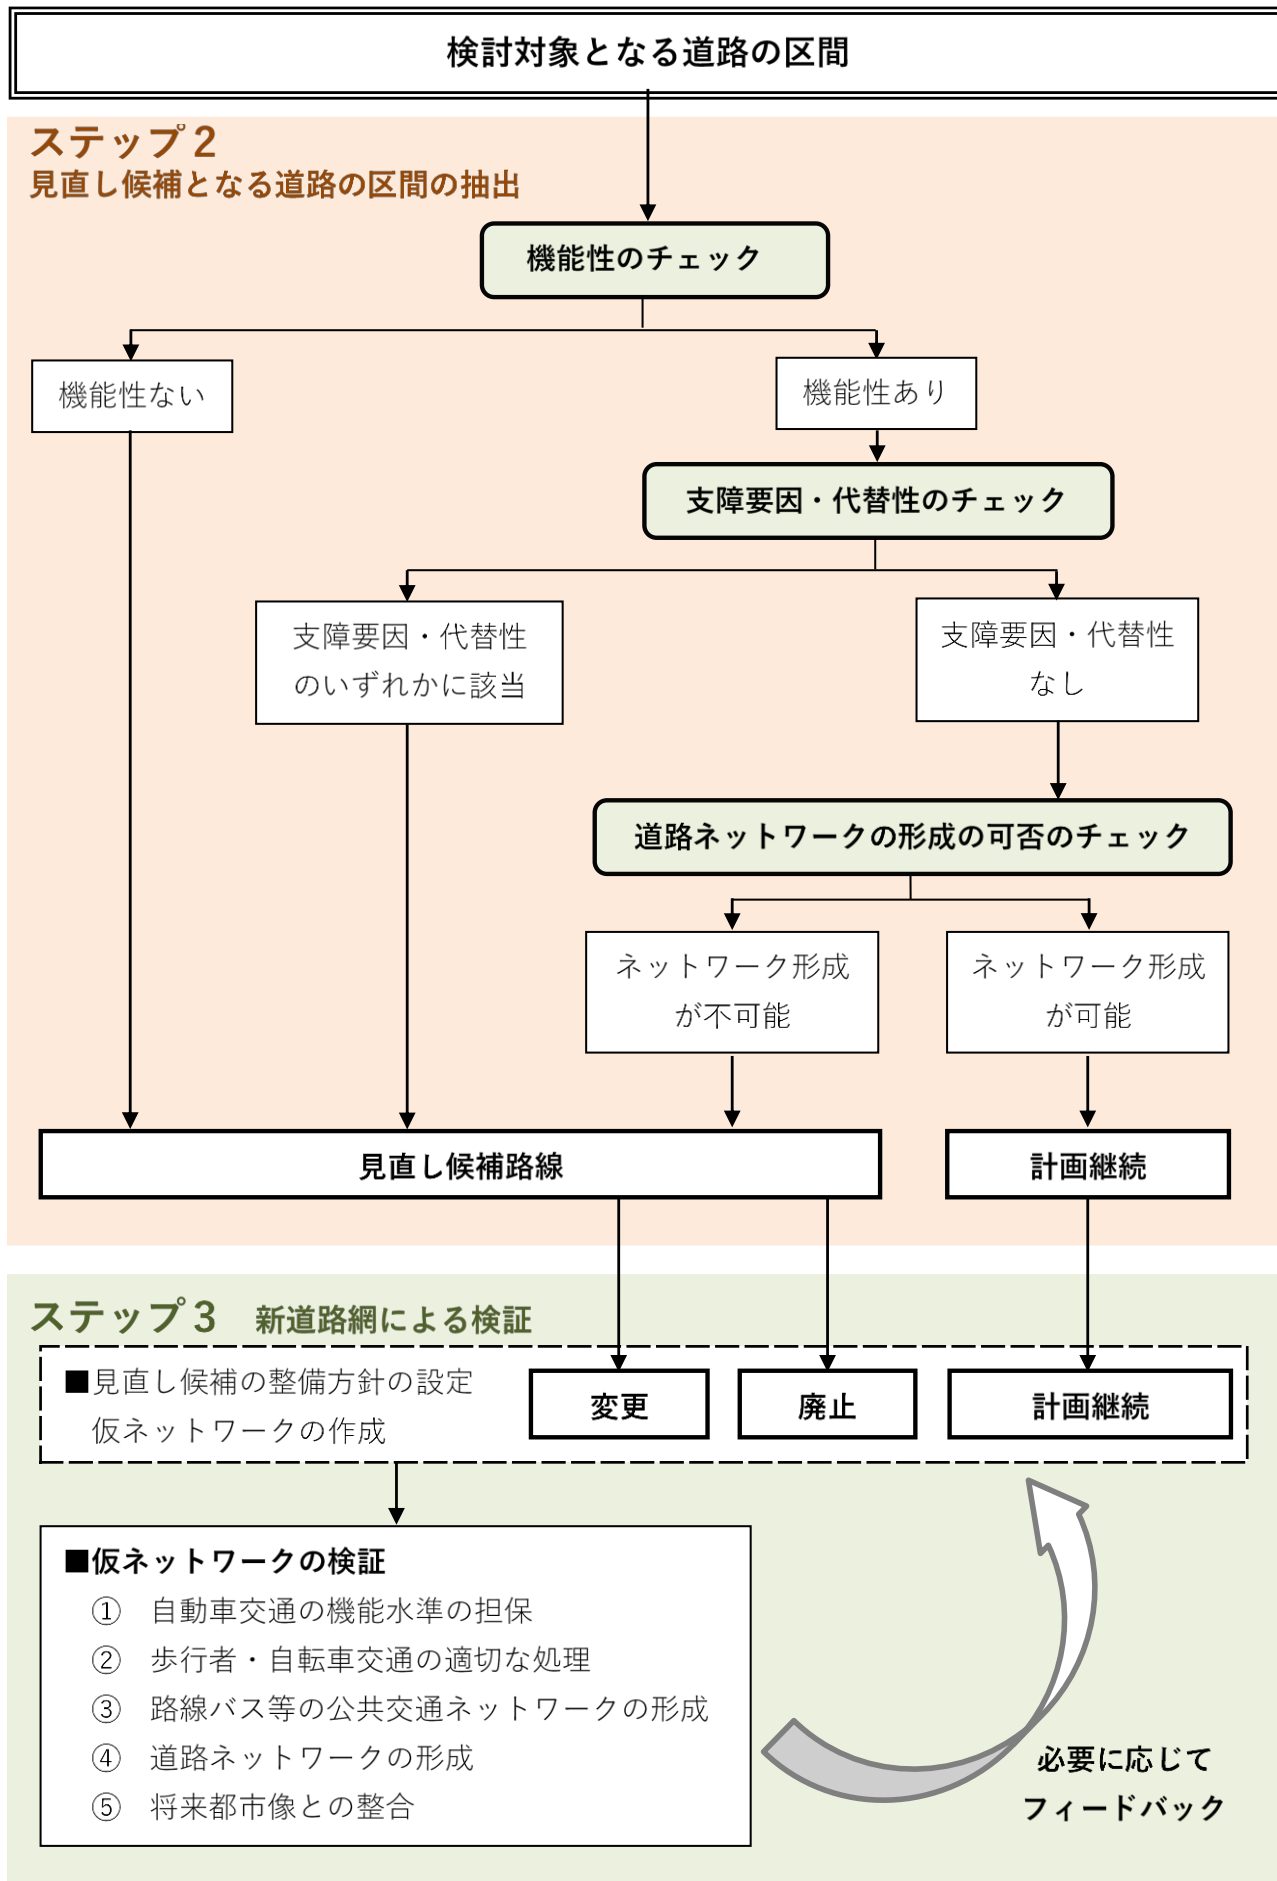 検討対象となる道路の区間
ステップ２
見直し候補となる道路の区間の抽出
機能性のチェック
機能性ない
機能性あり
支障要因・代替性のチェック
支障要因・代替性
のいずれかに該当
支障要因・代替性
なし
道路ネットワークの形成の可否のチェック
ネットワーク形成
が不可能
ネットワーク形成
が可能
見直し候補路線
計画継続
ステップ３ 新道路網による検証
■見直し候補の整備方針の設定
仮ネットワークの作成
変更
廃止
計画継続
■仮ネットワークの検証
① 自動車交通の機能水準の担保
② 歩行者・自転車交通の適切な処理
③ 路線バス等の公共交通ネットワークの形成
④ 道路ネットワークの形成
⑤ 将来都市像との整合
必要に応じて
フィードバック